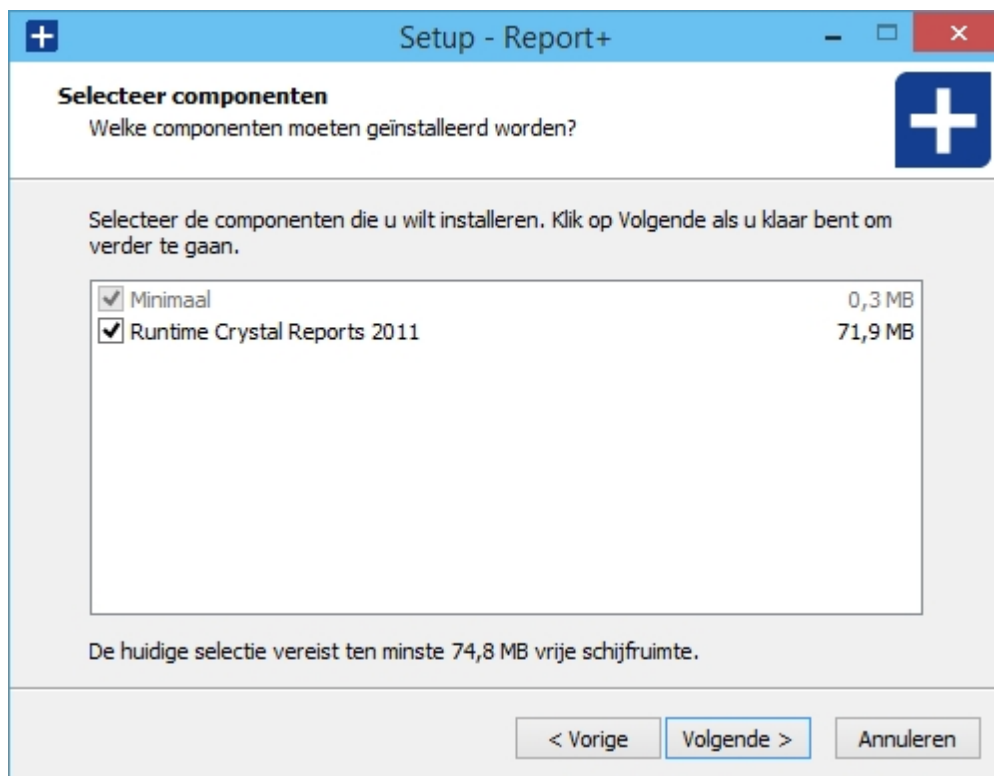 Setup - Report+
Selecteer componenten
Welke componenten moeten geïnstalleerd worden?
Selecteer de componenten die u wilt installeren. Klik op Volgende als u klaar bent om
verder te gaan.
Minimaal 0,3 MB
Runtime Crystal Reports 2011 71,9 MB
De huidige selectie vereist ten minste 74,8 MB vrije schijfruimte.
< Vorige Volgende > Annuleren